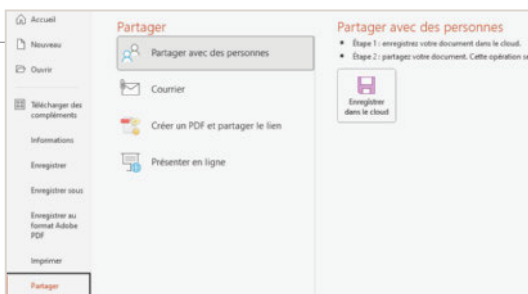 Accueil
Nouveau
Ouvrir
Télécharger des
compléments
Informations
Enregistrer
Enregistrer sous
Enregistrer au
format Adobe
PDF
Imprimer
Partager
Partager
Partager avec des personnes
Courrier
Créer un PDF et partager le lien
Présenter en ligne
Partager avec des personnes
• Étape 1 : enregistrez votre document dans le cloud.
• Étape 2 : partagez votre document. Cette opération se
Enregistrer
dans le cloud